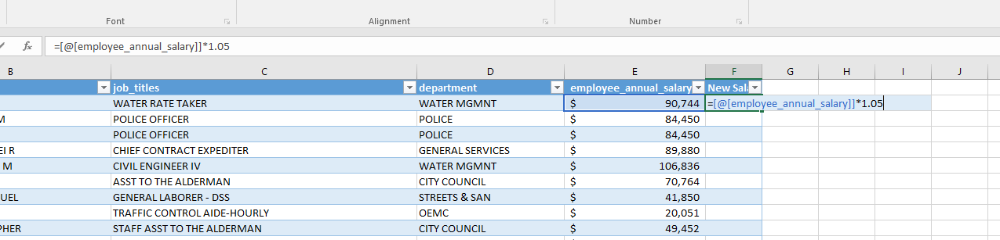 Font Alignment Number
fx =[@[employee_annual_salary]]*1.05
B C D E F G H I J
job_titles department employee_annual_salary New Sala
WATER RATE TAKER WATER MGMNT $ 90,744 =[@[employee_annual_salary]]*1.05
M POLICE OFFICER POLICE $ 84,450
POLICE OFFICER POLICE $ 84,450
EI R CHIEF CONTRACT EXPEDITER GENERAL SERVICES $ 89,880
M CIVIL ENGINEER IV WATER MGMNT $ 106,836
ASST TO THE ALDERMAN CITY COUNCIL $ 70,764
UEL GENERAL LABORER - DSS STREETS & SAN $ 41,850
TRAFFIC CONTROL AIDE-HOURLY OEMC $ 20,051
PHER STAFF ASST TO THE ALDERMAN CITY COUNCIL $ 49,452